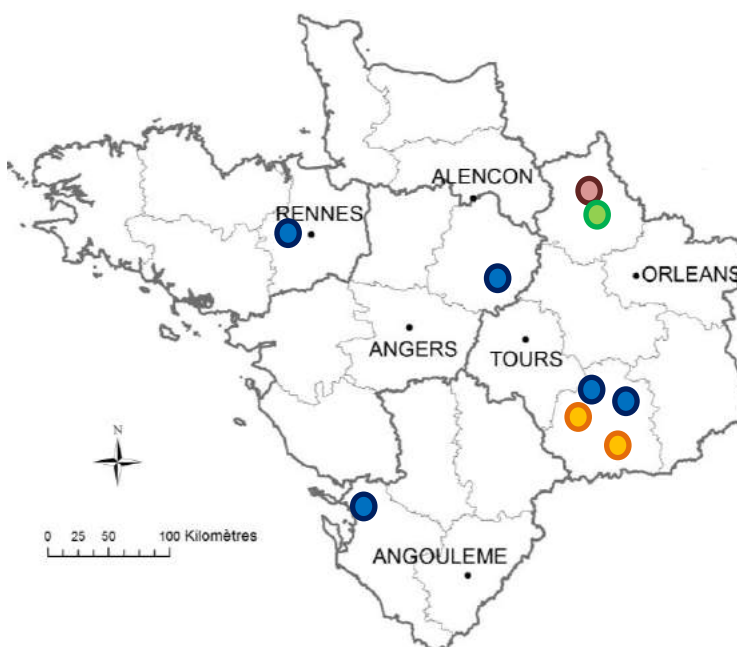 ALENCON
RENNES
ORLEANS
ANGERS
TOURS
N
0 25 50 100 Kilomètres
ANGOULEME